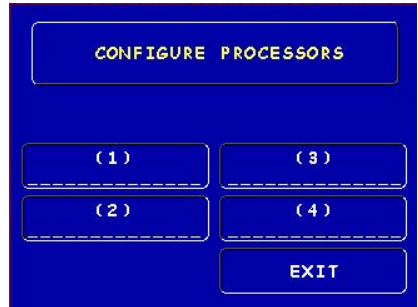 CONFIGURE PROCESSORS
(1)
(3)
(2)
(4)
EXIT